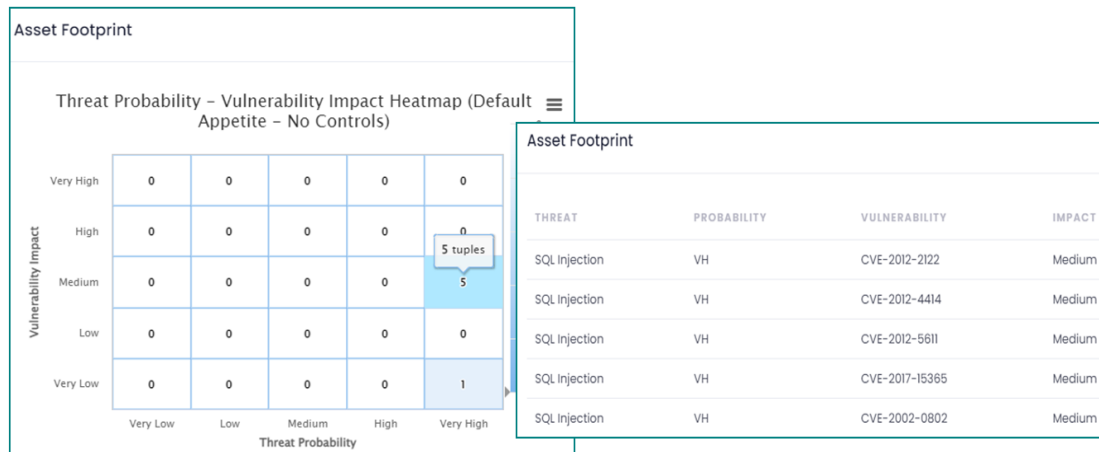 Asset Footprint
Threat Probability – Vulnerability Impact Heatmap (Default
Appetite – No Controls)
Vulnerability Impact
Very High 0 0 0 0 0
High 0 0 0 0 0
5 tuples
Medium 0 0 0 0 5
Low 0 0 0 0 0
Very Low 0 0 0 0 1
Very Low Low Medium High Very High
Threat Probability
Asset Footprint
THREAT PROBABILITY VULNERABILITY IMPACT
SQL Injection VH CVE-2012-2122 Medium
SQL Injection VH CVE-2012-4414 Medium
SQL Injection VH CVE-2012-5611 Medium
SQL Injection VH CVE-2017-15365 Medium
SQL Injection VH CVE-2002-0802 Medium